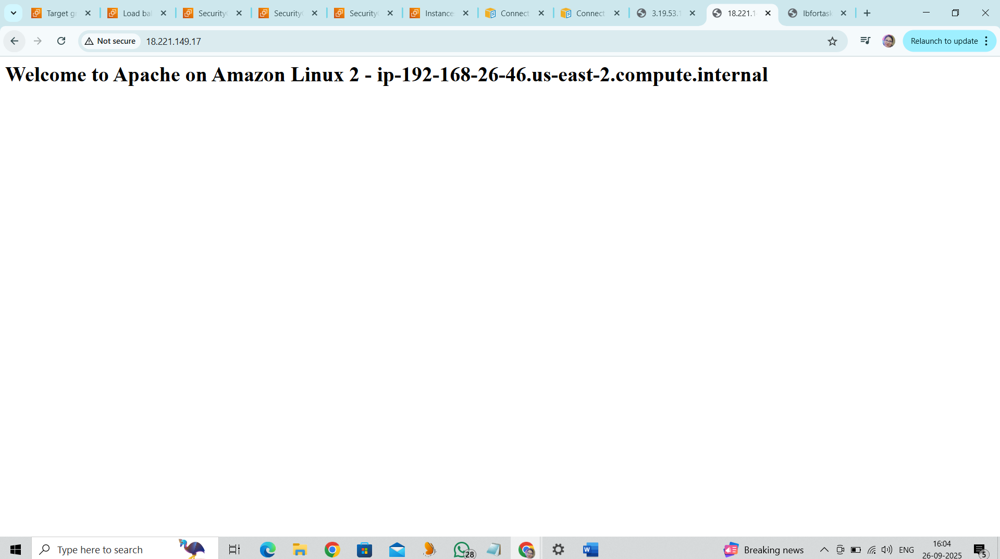 Target g
Load ba
Security
Security
Security
Instance
Connect
Connect
3.19.53.1
18.221.1
lbfortask
Not secure
18.221.149.17
Relaunch to update
Welcome to Apache on Amazon Linux 2 - ip-192-168-26-46.us-east-2.compute.internal
Type here to search
28
W
Breaking news
ENG
16:04
26-09-2025
5